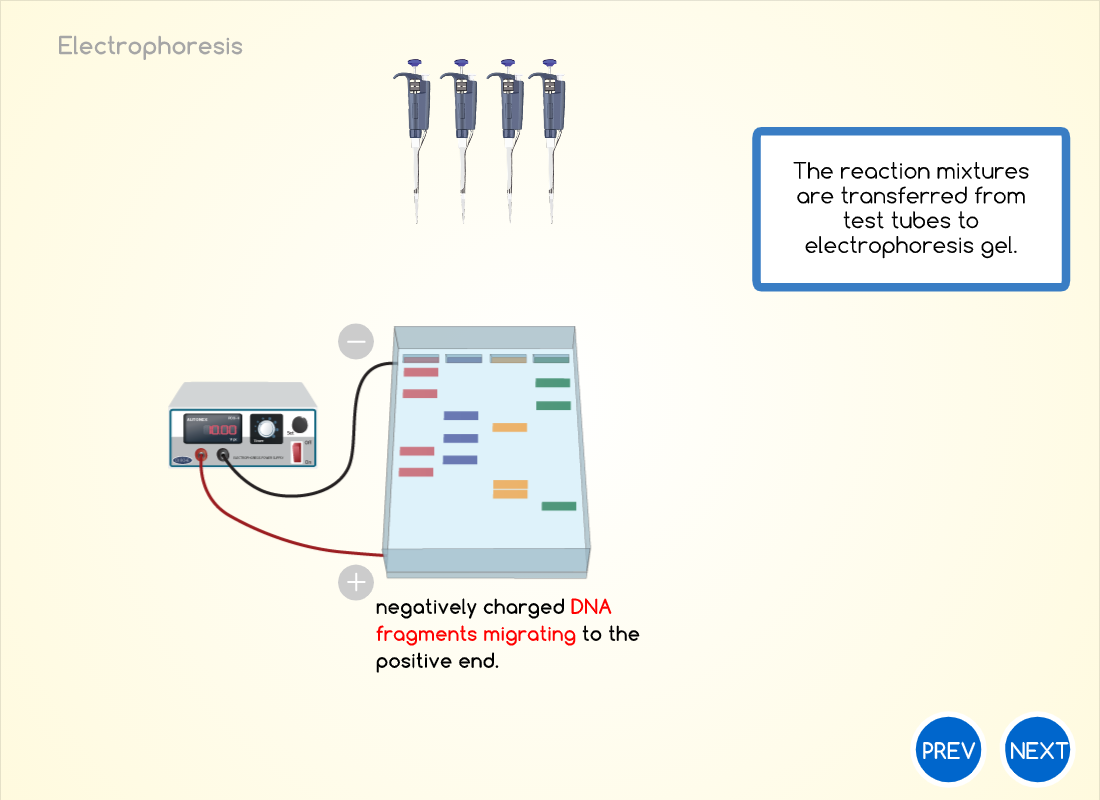 Electrophoresis
The reaction mixtures
are transferred from
test tubes to
electrophoresis gel.
negatively charged DNA
fragments migrating to the
positive end.
PREV
NEXT